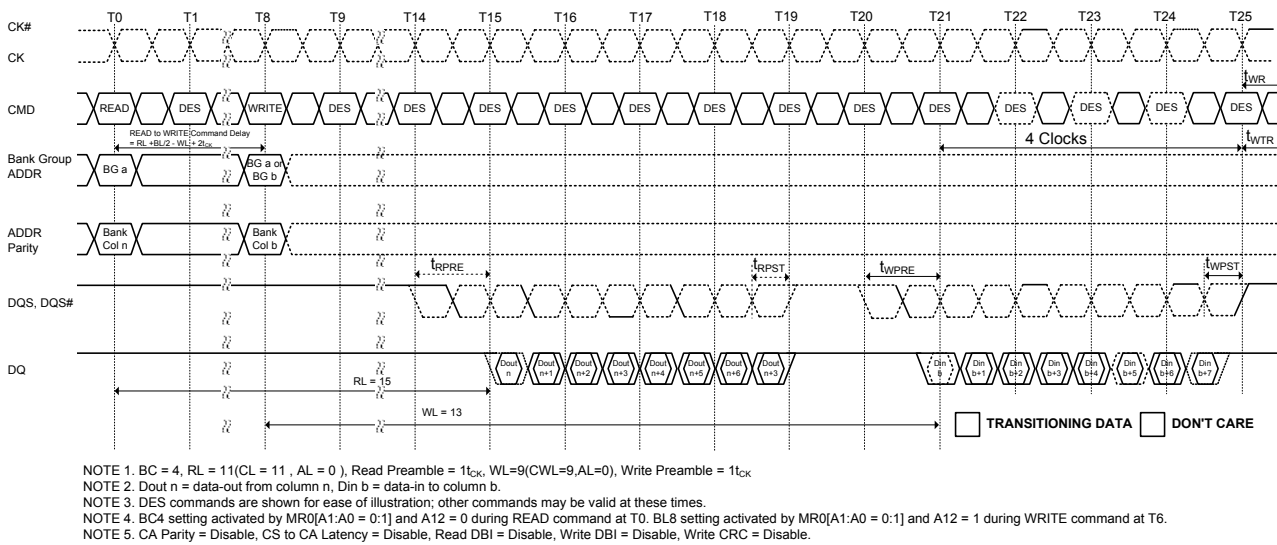 T0 T1 T8 T9 T14 T15 T16 T17 T18 T19 T20 T21 T22 T23 T24 T25
CK#
CK
tWR
CMD READ DES WRITE DES DES DES DES DES DES DES DES DES DES DES DES DES
READ to WRITE Command Delay
= RL +BL/2 - WL + 2tCK
4 Clocks
tWTR
Bank Group
ADDR
BG a
BG a or
BG b
ADDR
Parity
Bank
Col n
Bank
Col b
tRPRE tRPST tWPRE tWPST
DQS, DQS#
DQ
Dout
n
Dout
n+1
Dout
n+2
Dout
n+3
Dout
n+4
Dout
n+5
Dout
n+6
Dout
n+3
Din
b
Din
b+1
Din
b+2
Din
b+3
Din
b+4
Din
b+5
Din
b+6
Din
b+7
RL = 15
WL = 13
TRANSITIONING DATA DON'T CARE
NOTE 1. BC = 4, RL = 11(CL = 11 , AL = 0 ), Read Preamble = 1tCK, WL=9(CWL=9,AL=0), Write Preamble = 1tCK
NOTE 2. Dout n = data-out from column n, Din b = data-in to column b.
NOTE 3. DES commands are shown for ease of illustration; other commands may be valid at these times.
NOTE 4. BC4 setting activated by MR0[A1:A0 = 0:1] and A12 = 0 during READ command at T0. BL8 setting activated by MR0[A1:A0 = 0:1] and A12 = 1 during WRITE command at T6.
NOTE 5. CA Parity = Disable, CS to CA Latency = Disable, Read DBI = Disable, Write DBI = Disable, Write CRC = Disable.